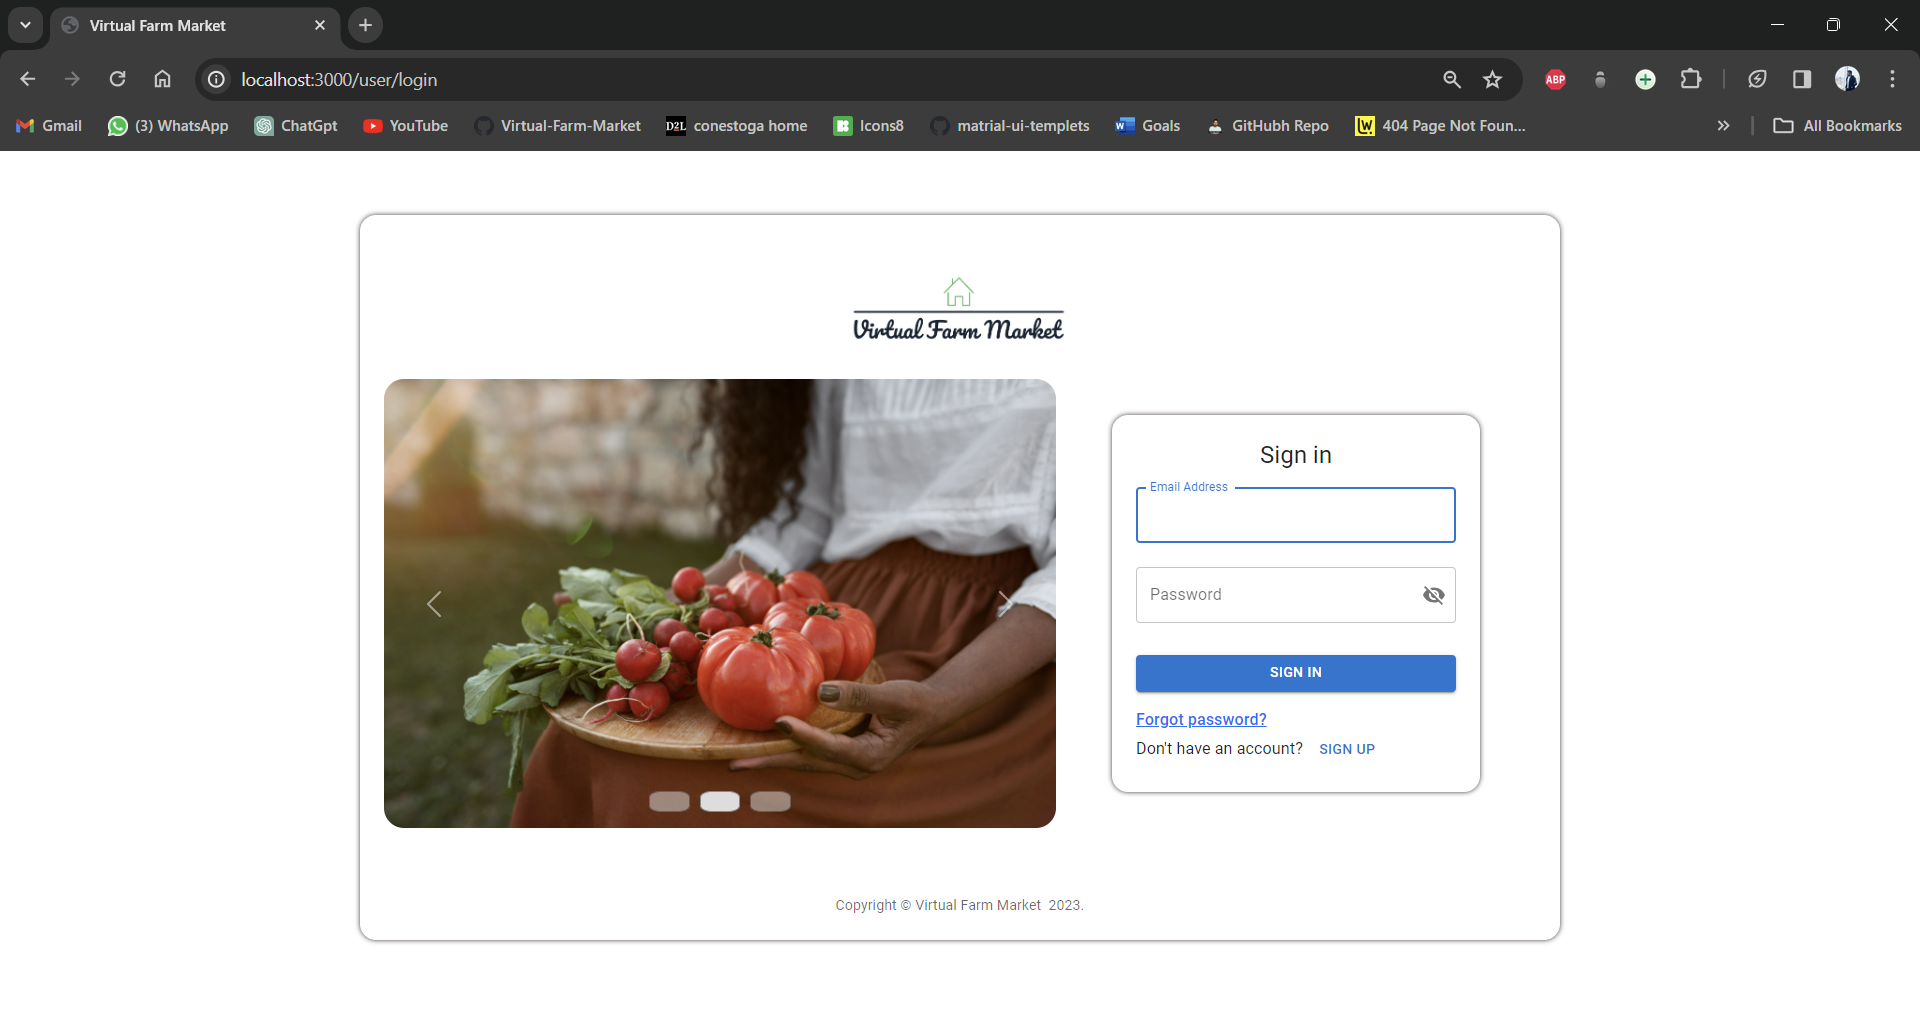 Virtual Farm Market
localhost:3000/user/login
ABP
Gmail (3) WhatsApp ChatGpt YouTube Virtual-Farm-Market D2L conestoga home Icons8 matrial-ui-templets W Goals GitHubh Repo LW 404 Page Not Foun... All Bookmarks
Virtual Farm Market
Sign in
Email Address
Password
SIGN IN
Forgot password?
Don't have an account? SIGN UP
Copyright © Virtual Farm Market 2023.